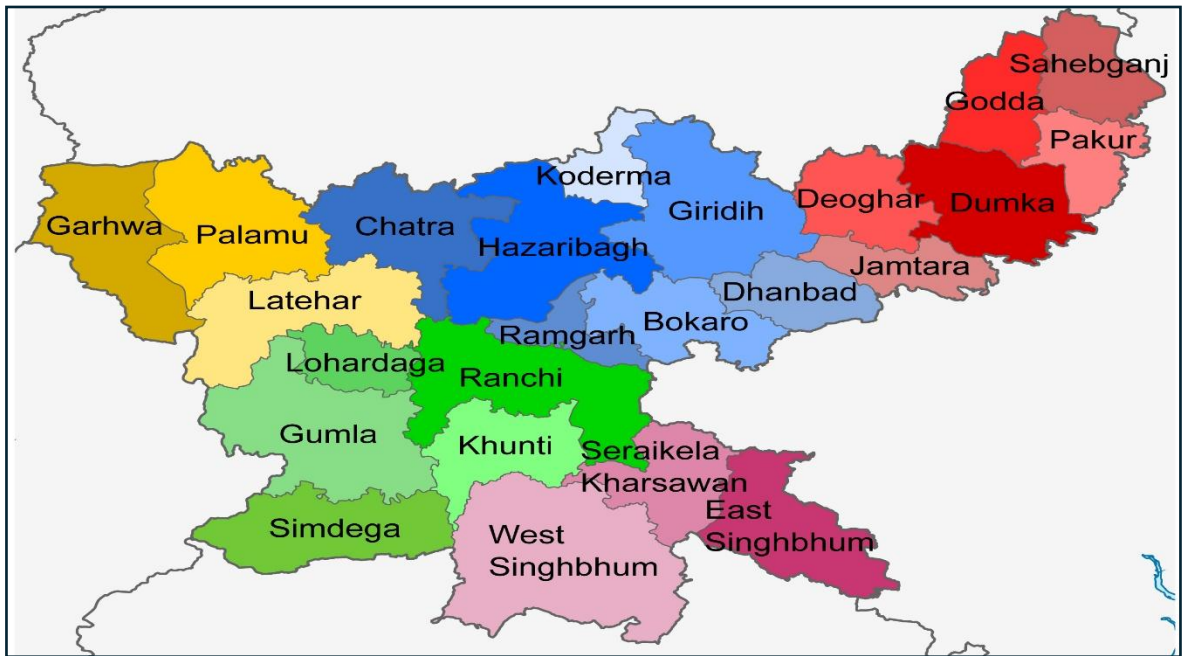 Sahebganj
Godda
Pakur
Koderma
Deoghar
Dumka
Garhwa
Palamu
Chatra
Hazaribagh
Giridih
Jamtara
Latehar
Dhanbad
Ramgarh
Bokaro
Lohardaga
Ranchi
Gumla
Khunti
Seraikela
Kharsawan
East
Singhbhum
Simdega
West
Singhbhum